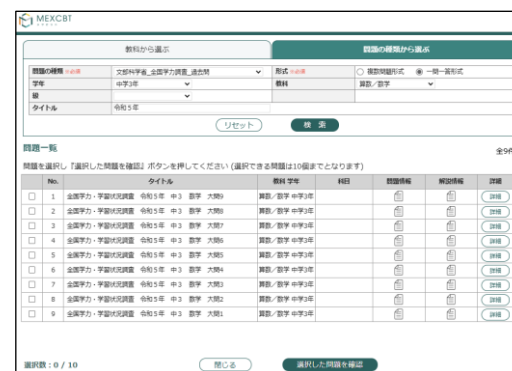 MEXCBT
教科から選ぶ 問題の種類から選ぶ
問題の種類 ※必須 文部科学省_全国学力調査_過去問 形式 ※必須 複数問題形式 一問一答形式
学年 中学3年 教科 算数／数学
級
タイトル 令和５年
リセット 検 索
問題一覧
全9件
問題を選択し『選択した問題を確認』ボタンを押してください (選択できる問題は10個までとなります)
No. タイトル 教科 学年 科目 問題情報 解説情報 詳細
1 全国学力・学習状況調査 令和５年 中３ 数学 大問9 算数／数学 中学3年 詳細
2 全国学力・学習状況調査 令和５年 中３ 数学 大問8 算数／数学 中学3年 詳細
3 全国学力・学習状況調査 令和５年 中３ 数学 大問7 算数／数学 中学3年 詳細
4 全国学力・学習状況調査 令和５年 中３ 数学 大問6 算数／数学 中学3年 詳細
5 全国学力・学習状況調査 令和５年 中３ 数学 大問5 算数／数学 中学3年 詳細
6 全国学力・学習状況調査 令和５年 中３ 数学 大問4 算数／数学 中学3年 詳細
7 全国学力・学習状況調査 令和５年 中３ 数学 大問3 算数／数学 中学3年 詳細
8 全国学力・学習状況調査 令和５年 中３ 数学 大問2 算数／数学 中学3年 詳細
9 全国学力・学習状況調査 令和５年 中３ 数学 大問1 算数／数学 中学3年 詳細
選択数：0 / 10 閉じる 選択した問題を確認